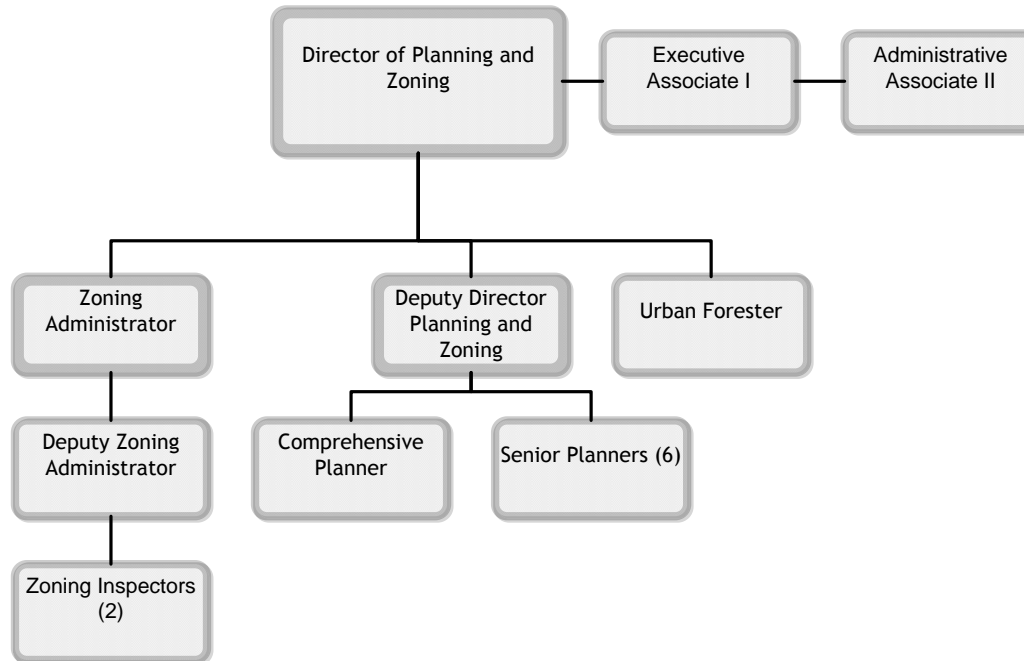 Director of Planning and
Zoning
Executive
Associate I
Administrative
Associate II
Zoning
Administrator
Deputy Director
Planning and
Zoning
Urban Forester
Deputy Zoning
Administrator
Comprehensive
Planner
Senior Planners (6)
Zoning Inspectors
(2)